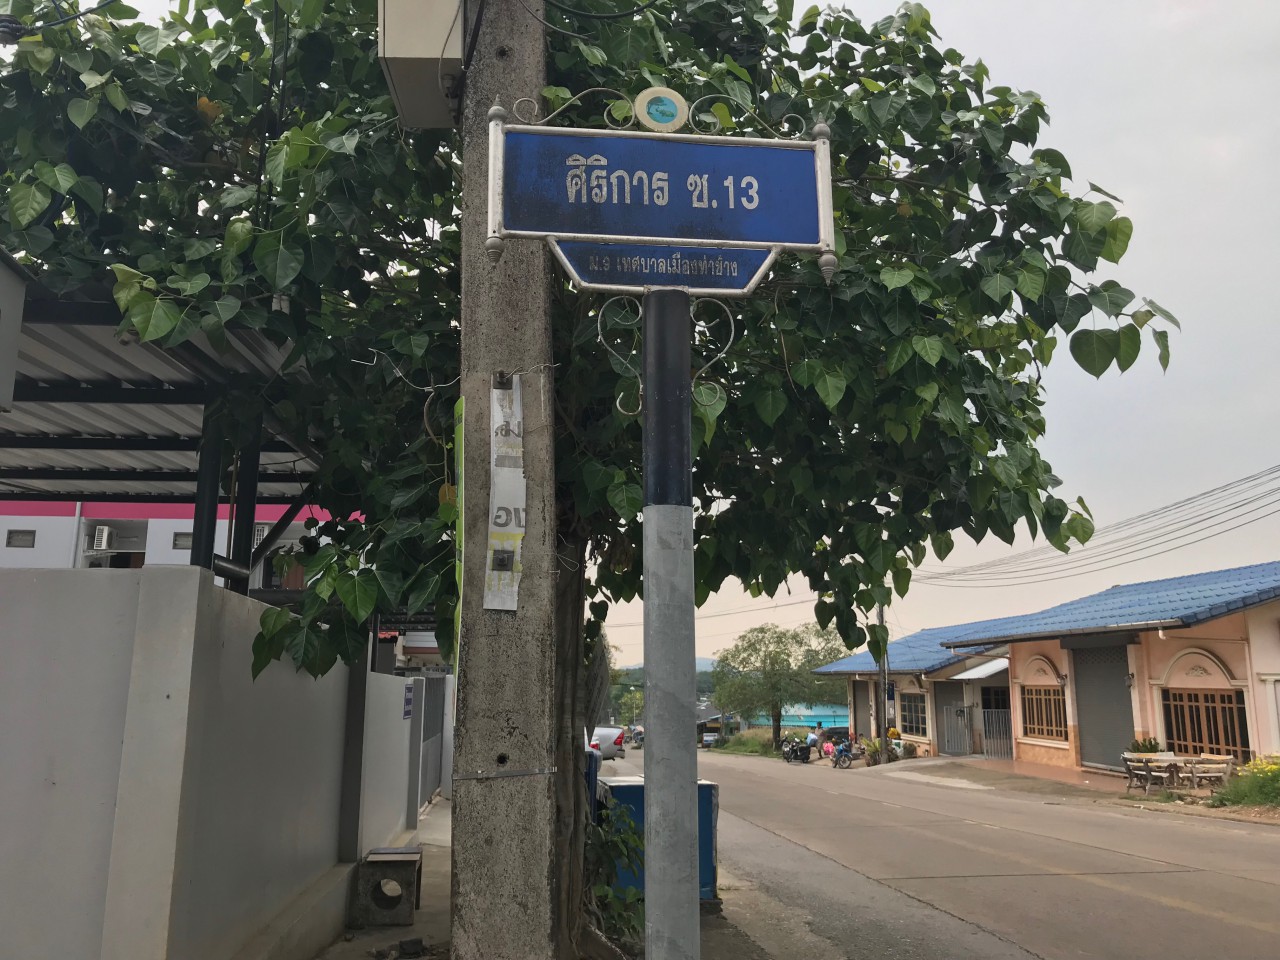 ศิริการ ซ.13
ม.9 เทศบาลเมืองท่าช้าง